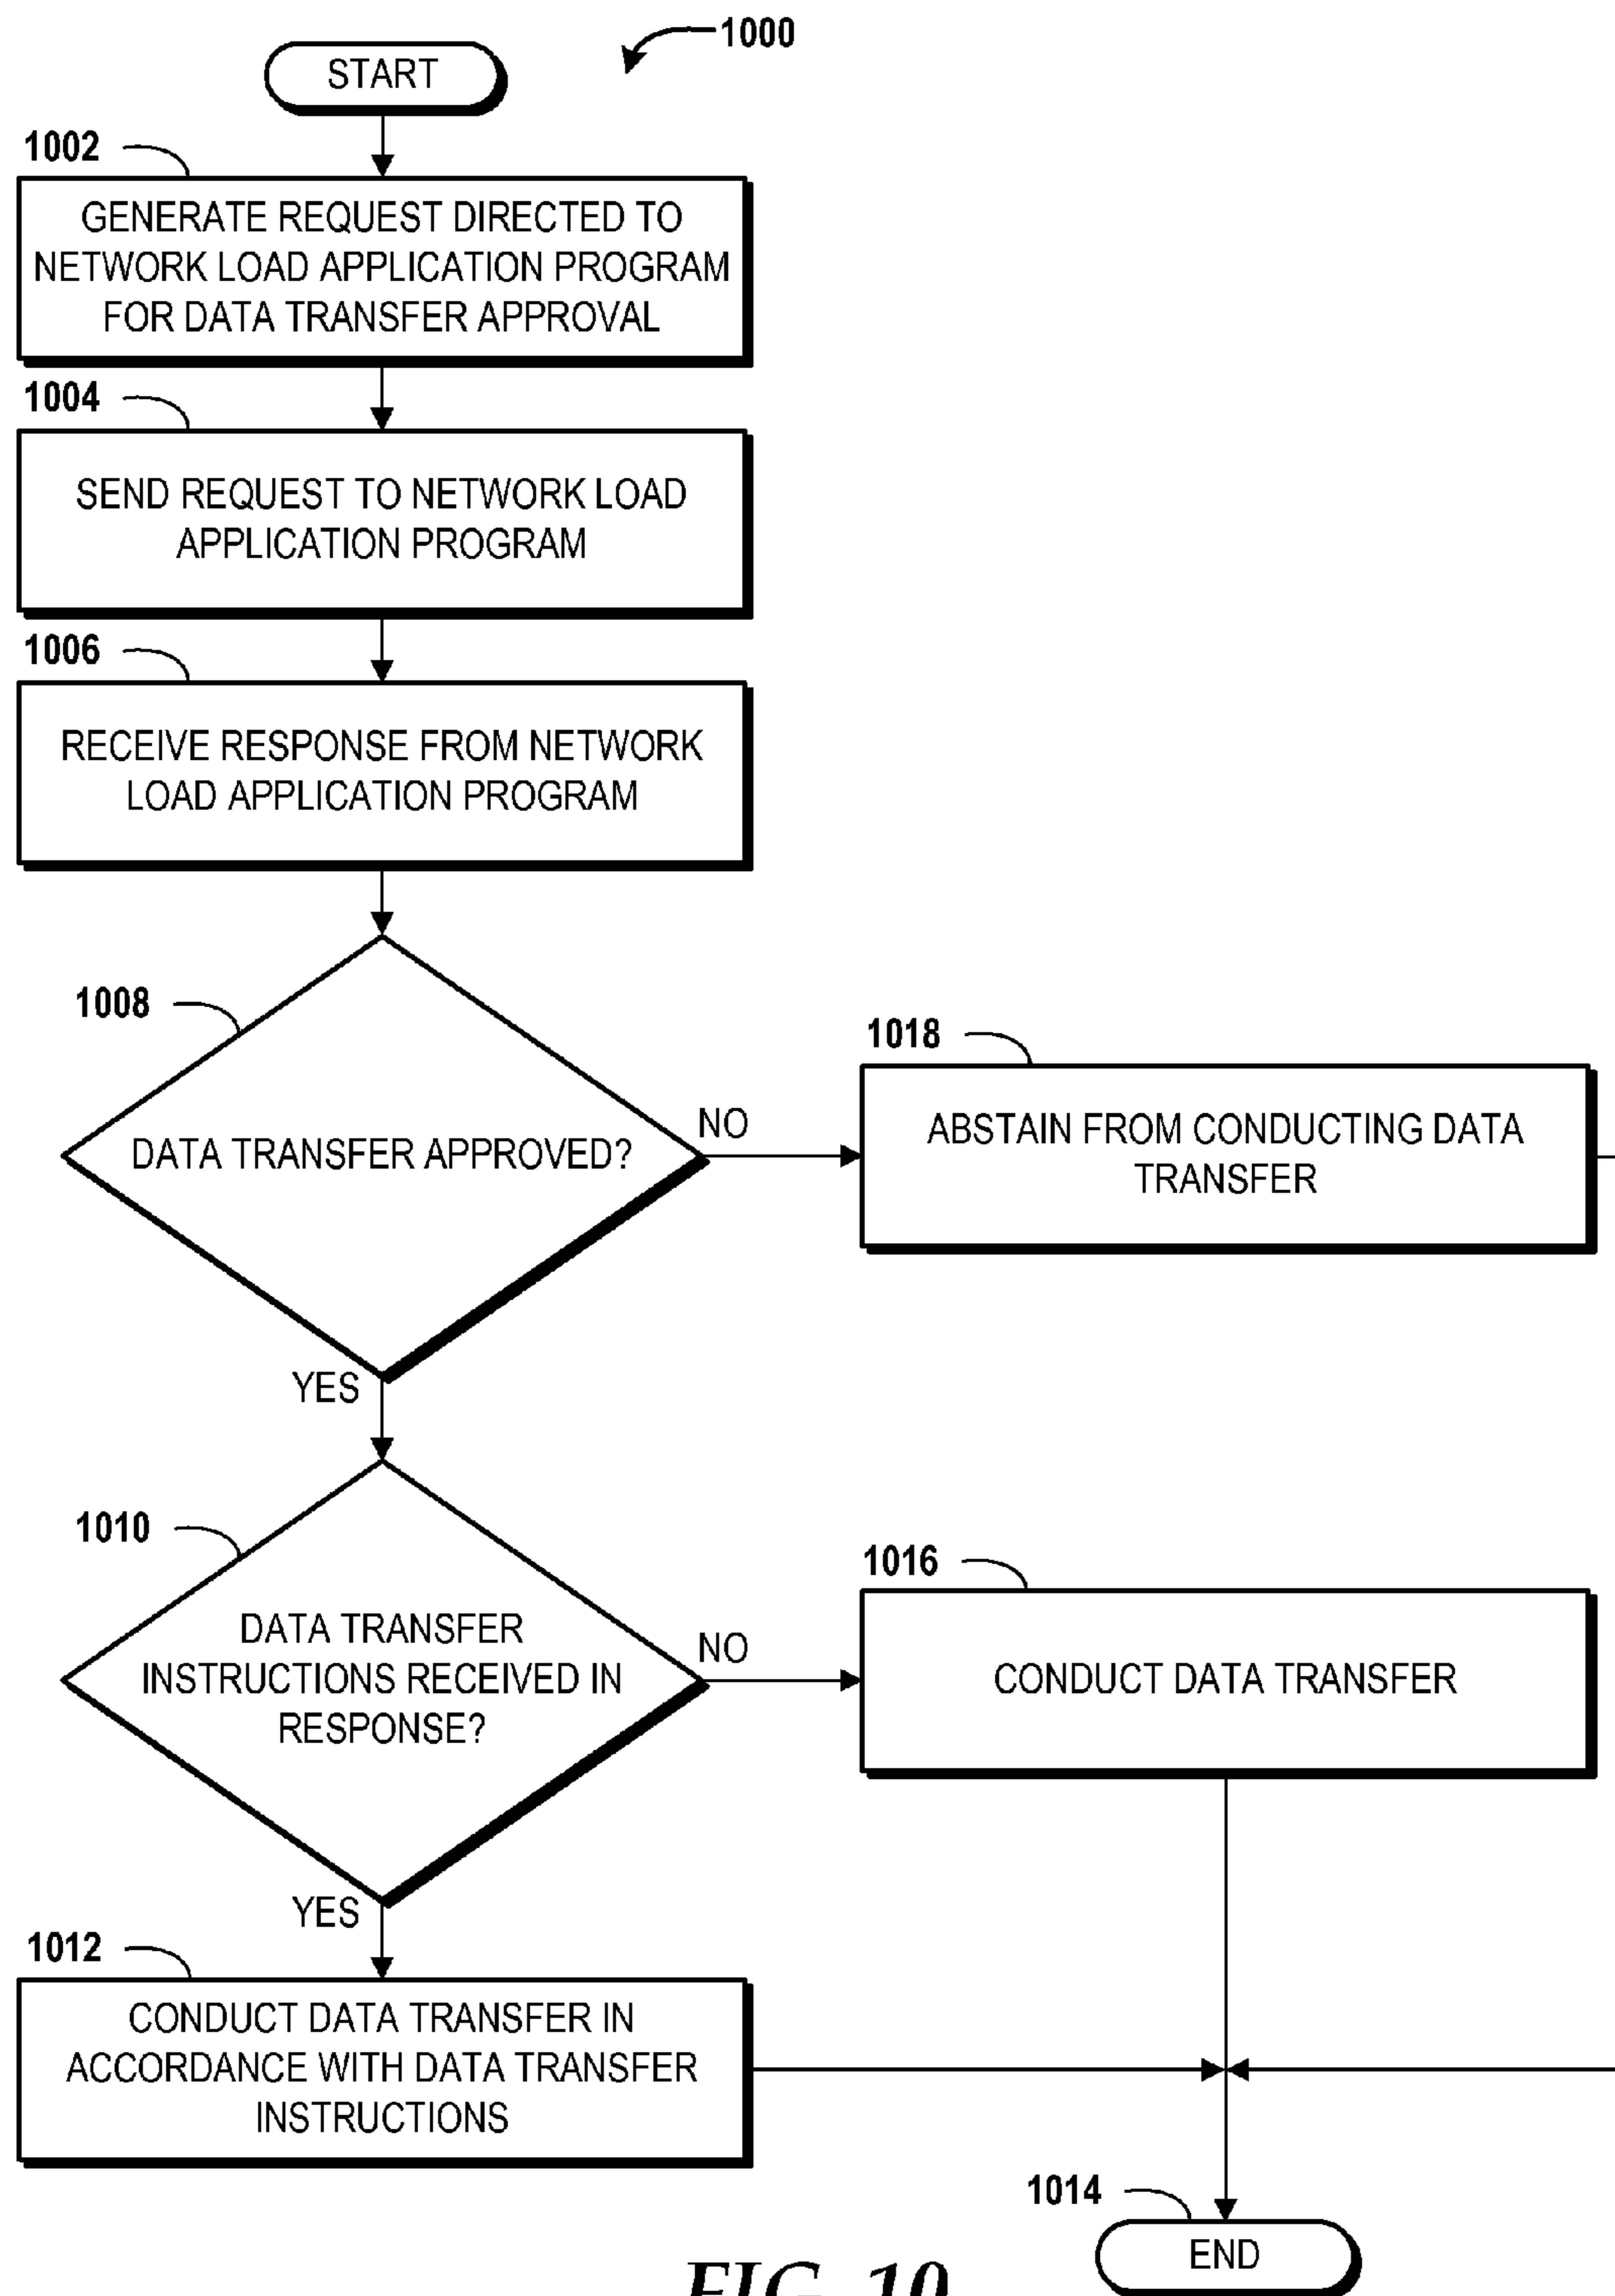 1000
START
1002
GENERATE REQUEST DIRECTED TO
NETWORK LOAD APPLICATION PROGRAM
FOR DATA TRANSFER APPROVAL
1004
SEND REQUEST TO NETWORK LOAD
APPLICATION PROGRAM
1006
RECEIVE RESPONSE FROM NETWORK
LOAD APPLICATION PROGRAM
1008
DATA TRANSFER APPROVED?
NO
1018
ABSTAIN FROM CONDUCTING DATA
TRANSFER
YES
1010
DATA TRANSFER
INSTRUCTIONS RECEIVED IN
RESPONSE?
NO
1016
CONDUCT DATA TRANSFER
YES
1012
CONDUCT DATA TRANSFER IN
ACCORDANCE WITH DATA TRANSFER
INSTRUCTIONS
1014
END
FIG. 10